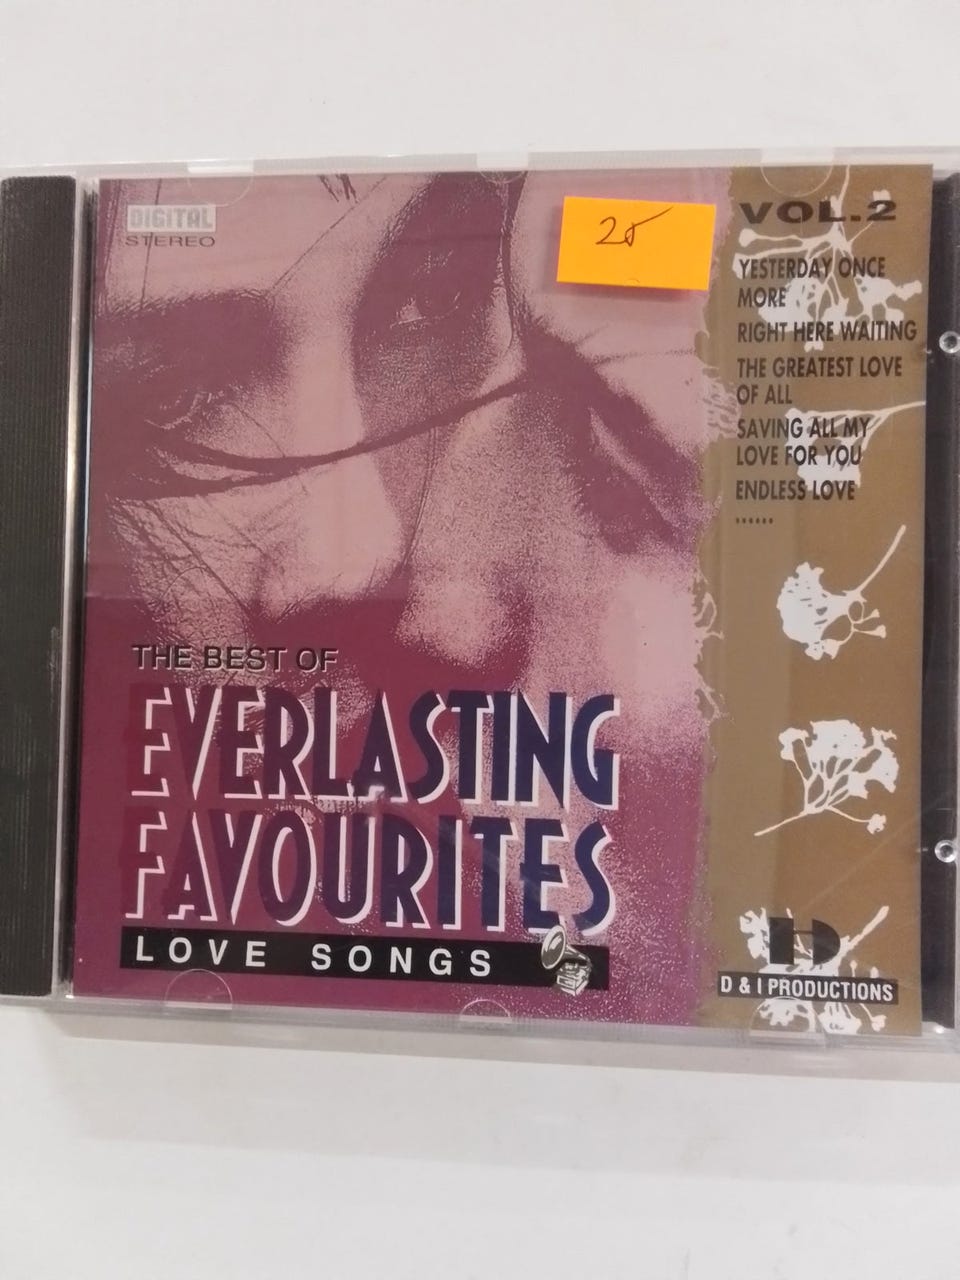 DIGITAL
STEREO
25
VOL.2
YESTERDAY ONCE
MORE
RIGHT HERE WAITING
THE GREATEST LOVE
OF ALL
SAVING ALL MY
LOVE FOR YOU
ENDLESS LOVE
......
THE BEST OF
EVERLASTING
FAVOURITES
LOVE SONGS
D & I PRODUCTIONS